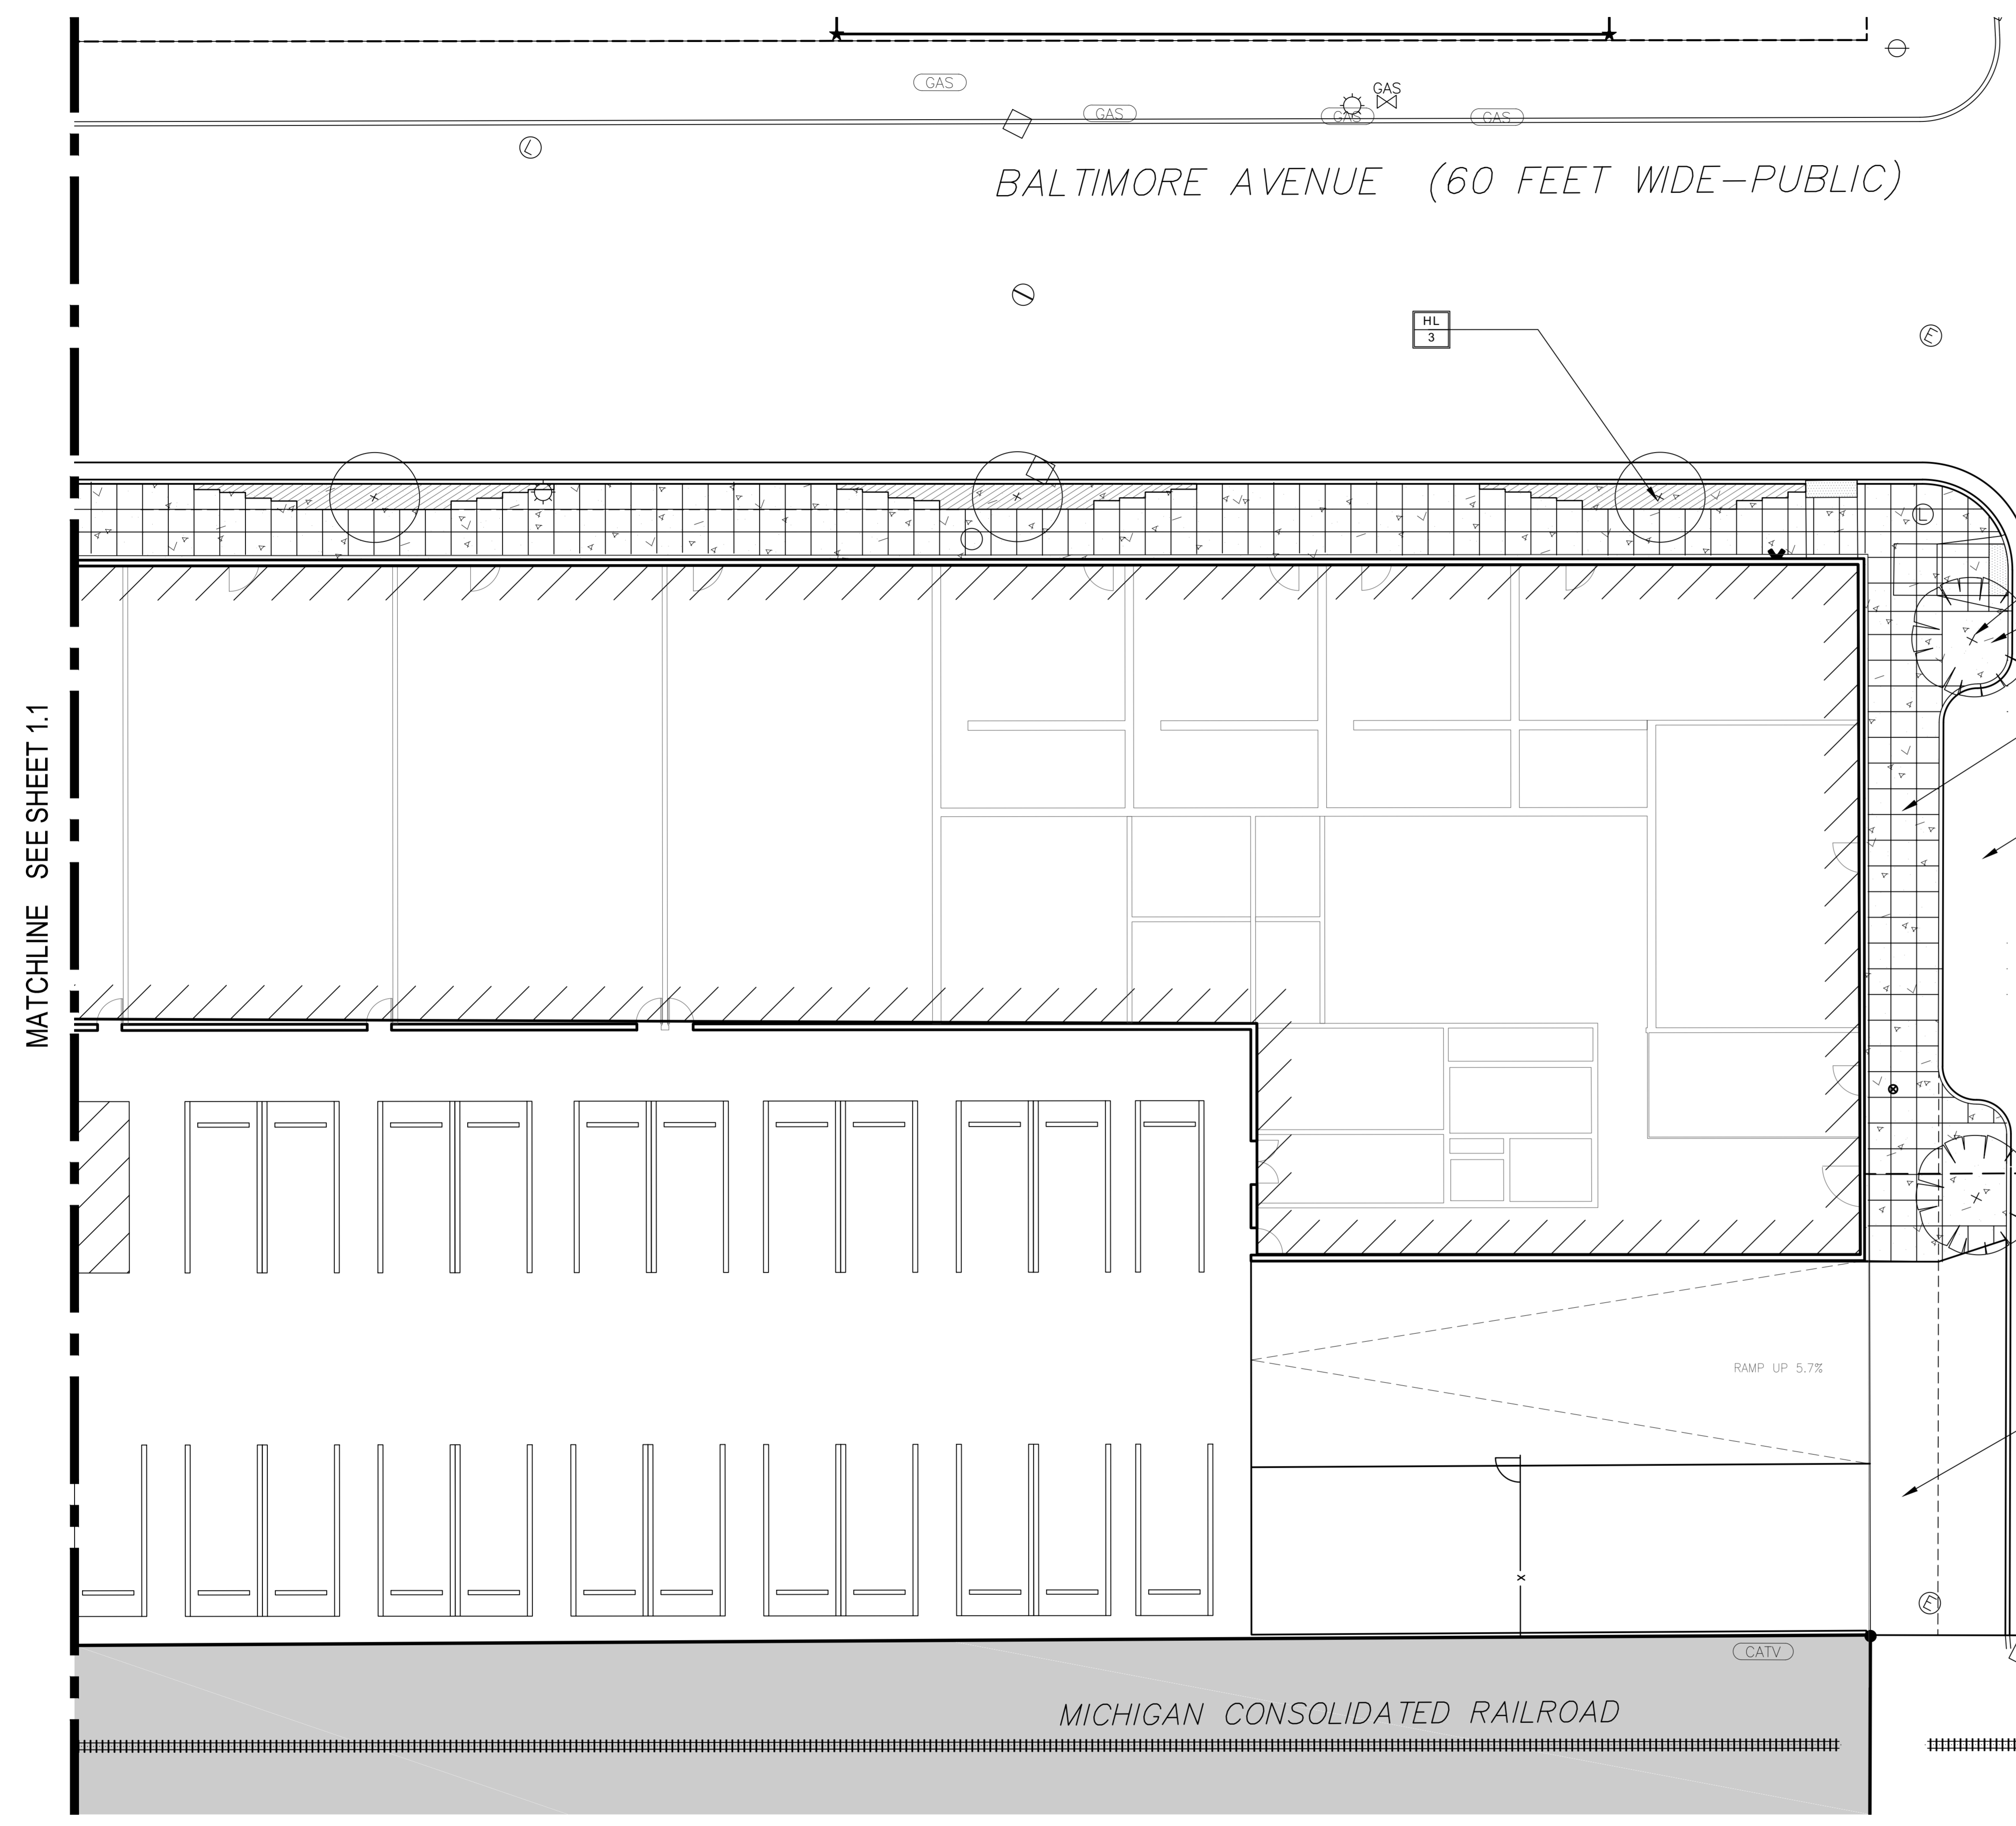 GAS
GAS
GAS
GAS
GAS
BALTIMORE AVENUE (60 FEET WIDE-PUBLIC)
HL
3
E
L
L
MATCHLINE SEE SHEET 1.1
RAMP UP 5.7%
X
E
CATV
MICHIGAN CONSOLIDATED RAILROAD